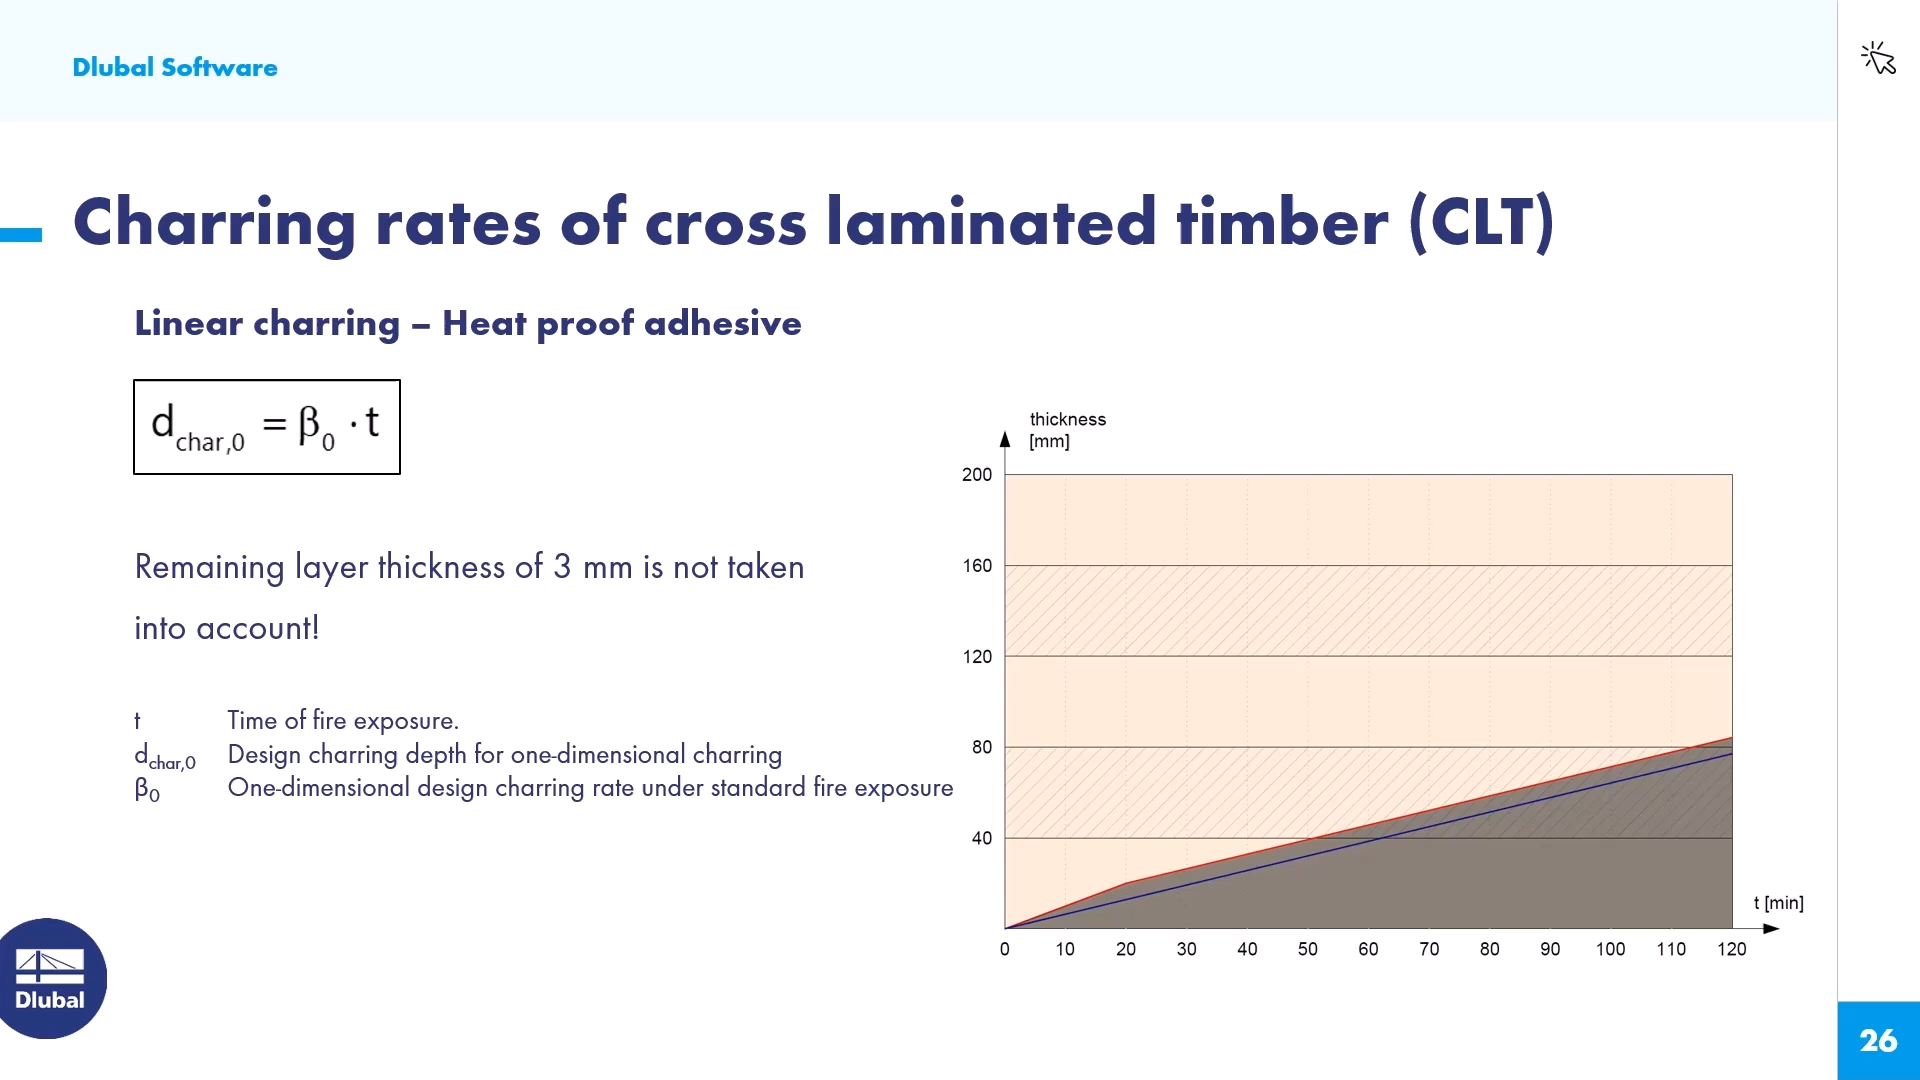 Dlubal Software
Charring rates of cross laminated timber (CLT)
Linear charring – Heat proof adhesive
d char,0 = β0 · t
Remaining layer thickness of 3 mm is not taken
into account!
t Time of fire exposure.
dchar,0 Design charring depth for one-dimensional charring
β0 One-dimensional design charring rate under standard fire exposure
thickness
[mm]
200
160
120
80
40
t [min]
0 10 20 30 40 50 60 70 80 90 100 110 120
Dlubal
26